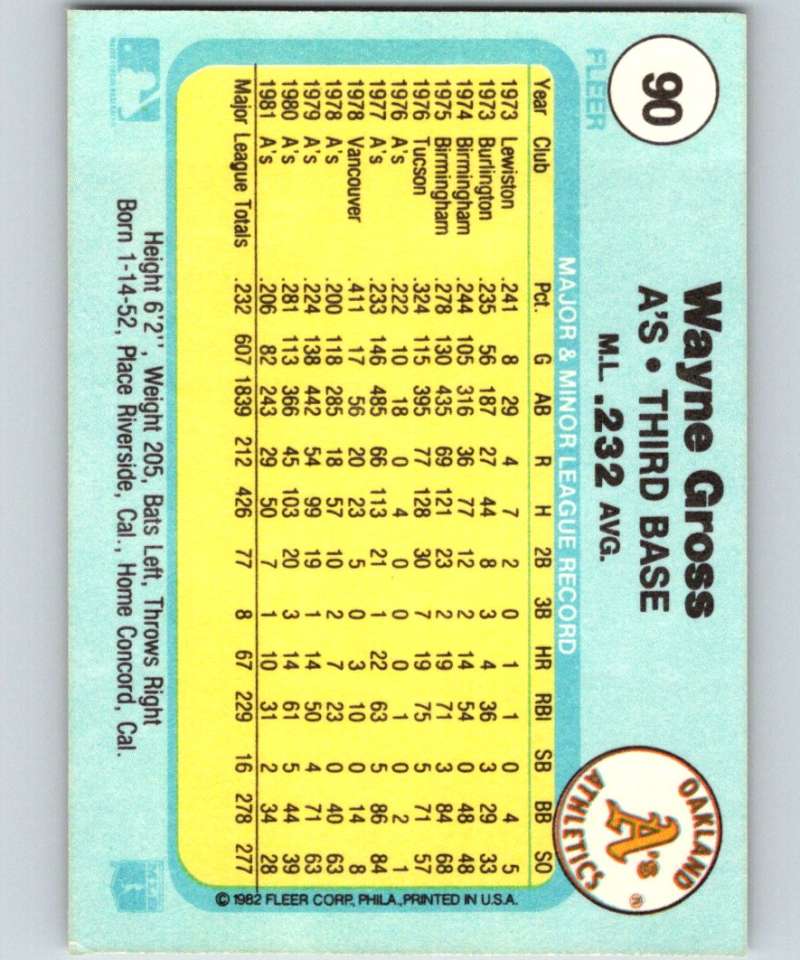 90
FLEER
Wayne Gross
A'S • THIRD BASE
M.L. .232 AVG.
OAKLAND
A's
ATHLETICS
®
MAJOR & MINOR LEAGUE RECORD
Year Club Pct. G AB R H 2B 3B HR RBI SB BB SO
1973 Lewiston .241 8 29 4 7 2 0 1 1 0 4 5
1973 Burlington .235 56 187 27 44 8 3 4 36 3 29 33
1974 Birmingham .244 105 316 36 77 12 2 14 54 0 48 48
1975 Birmingham .278 130 435 69 121 23 2 19 71 3 84 68
1976 Tucson .324 115 395 77 128 30 7 19 75 5 71 57
1976 A's .222 10 18 0 4 0 0 0 1 0 2 1
1977 A's .233 146 485 66 113 21 1 22 63 5 86 84
1978 Vancouver .411 17 56 20 23 5 0 3 10 0 14 8
1978 A's .200 118 285 18 57 10 2 7 23 0 40 63
1979 A's .224 138 442 54 99 19 1 14 50 4 71 63
1980 A's .281 113 366 45 103 20 3 14 61 5 44 39
1981 A's .206 82 243 29 50 7 1 10 31 2 34 28
Major League Totals .232 607 1839 212 426 77 8 67 229 16 278 277
© 1982 FLEER CORP., PHILA., PRINTED IN U.S.A.
Height 6'2", Weight 205, Bats Left, Throws Right
Born 1-14-52, Place Riverside, Cal., Home Concord, Cal.